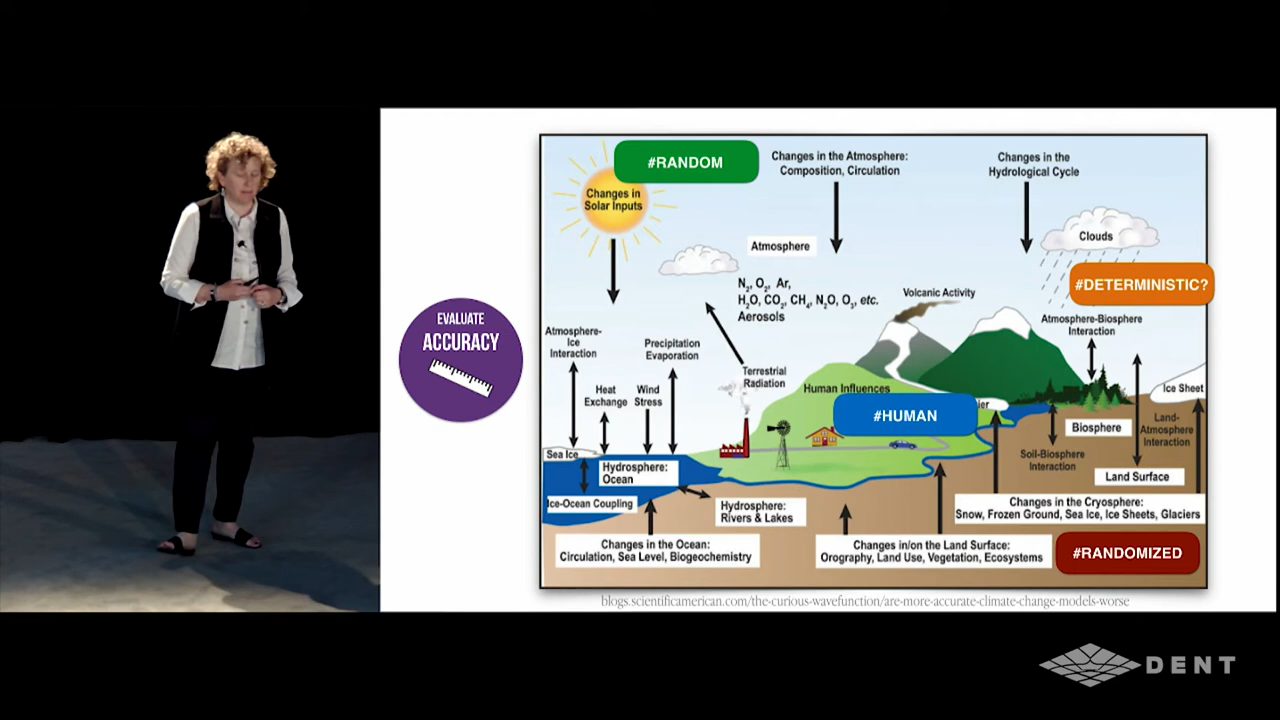 EVALUATE
ACCURACY
#RANDOM
Changes in
Solar Inputs
Changes in the Atmosphere:
Composition, Circulation
Changes in the
Hydrological Cycle
Clouds
Atmosphere
#DETERMINISTIC?
N2, O2, Ar,
H2O, CO2, CH4, N2O, O3, etc.
Aerosols
Volcanic Activity
Atmosphere-
Ice
Interaction
Precipitation
Evaporation
Atmosphere-Biosphere
Interaction
Terrestrial
Radiation
Heat
Exchange
Wind
Stress
Human Influences
#HUMAN
Ice Sheet
Biosphere
Land-
Atmosphere
Interaction
Soil-Biosphere
Interaction
Land Surface
Sea Ice
Hydrosphere:
Ocean
Ice-Ocean Coupling
Hydrosphere:
Rivers & Lakes
Changes in the Cryosphere:
Snow, Frozen Ground, Sea Ice, Ice Sheets, Glaciers
Changes in the Ocean:
Circulation, Sea Level, Biogeochemistry
Changes in/on the Land Surface:
Orography, Land Use, Vegetation, Ecosystems
#RANDOMIZED
blogs.scientificamerican.com/the-curious-wavefunction/are-more-accurate-climate-change-models-worse
DENT